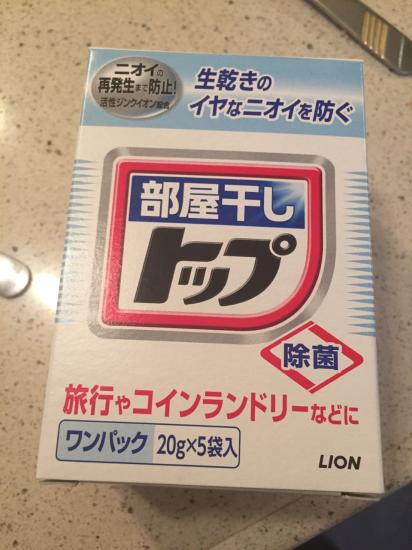 ニオイの
再発生まで防止!
活性ジンクイオン配合
生乾きの
イヤなニオイを防ぐ
部屋干し
トップ
除菌
旅行やコインランドリーなどに
ワンパック 20g×5袋入
LION